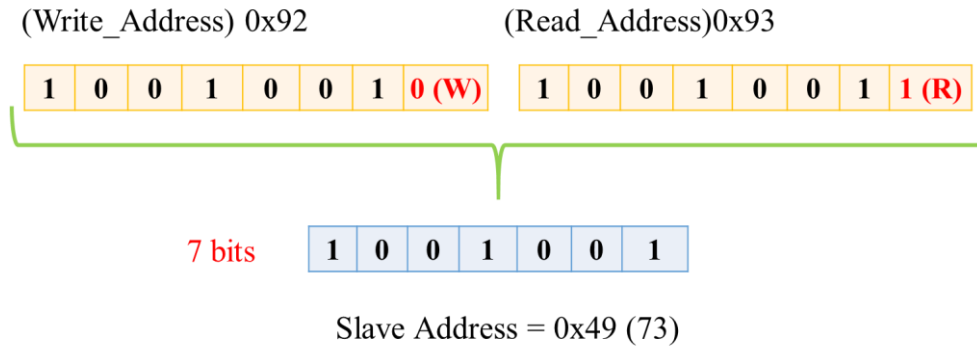 (Write_Address) 0x92 (Read_Address)0x93
1 0 0 1 0 0 1 0 (W) 1 0 0 1 0 0 1 1 (R)
7 bits 1 0 0 1 0 0 1
Slave Address = 0x49 (73)